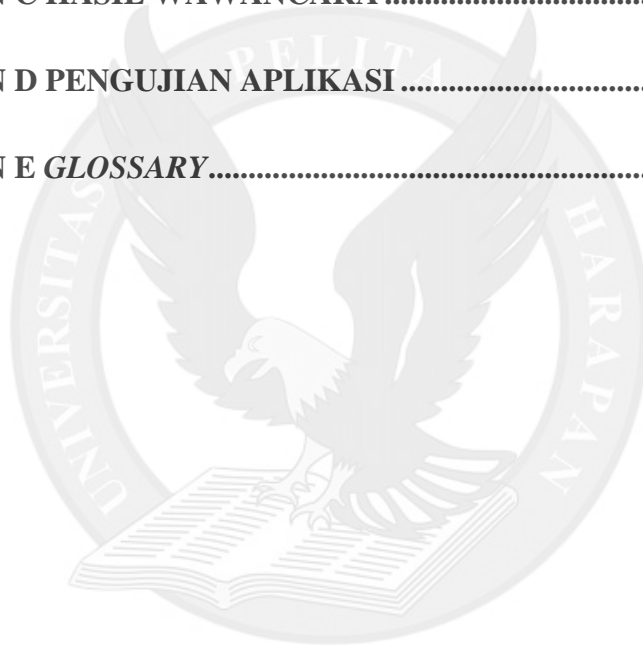 N C HASIL WAWANCARA ................................
N D PENGUJIAN APLIKASI ................................
N E GLOSSARY................................................................
UNIVERSITAS PELITA HARAPAN